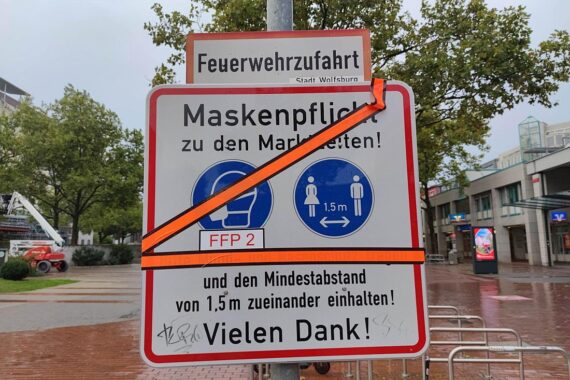 Feuerwehrzufahrt
Stadt Wolfsburg
Maskenpflicht
zu den Marktzeiten!
1,5 m
FFP 2
und den Mindestabstand
von 1,5 m zueinander einhalten!
Vielen Dank!